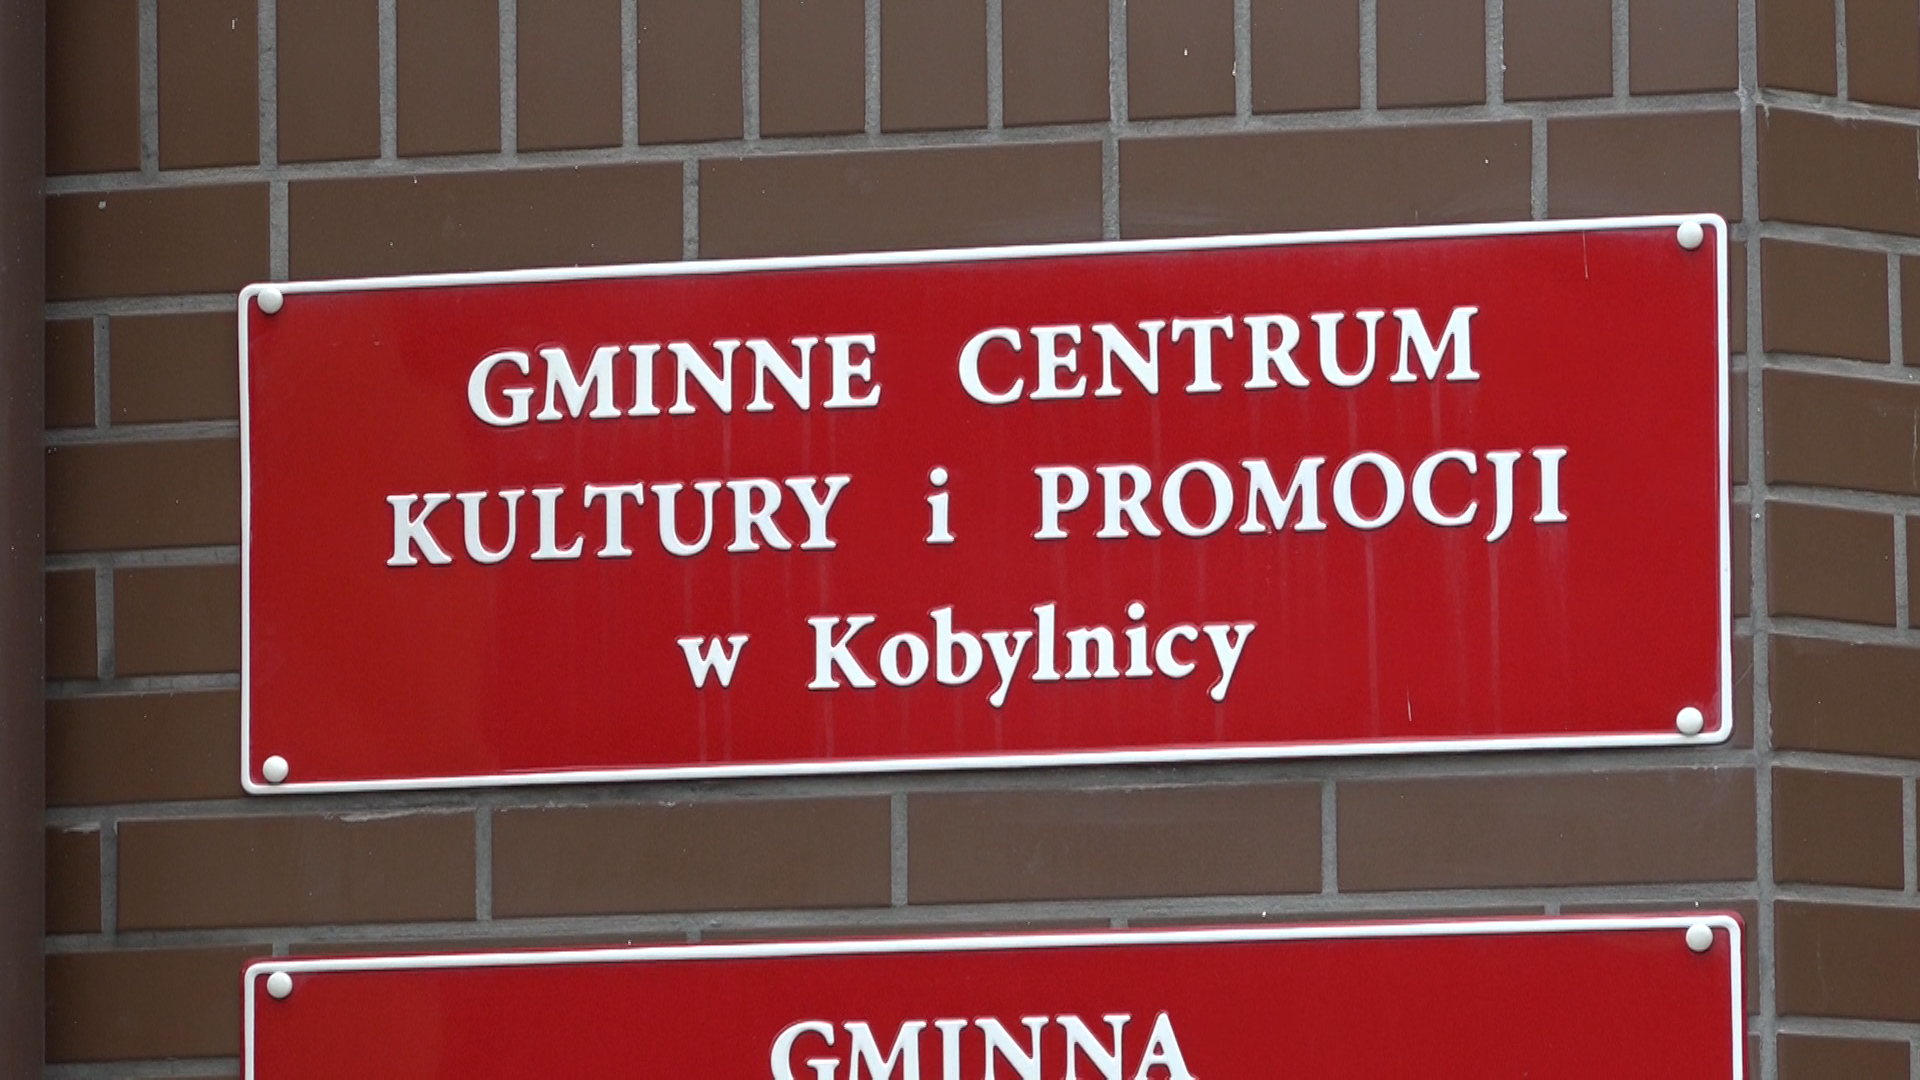 GMINNE CENTRUM
KULTURY i PROMOCJI
w Kobylnicy
GMINNA